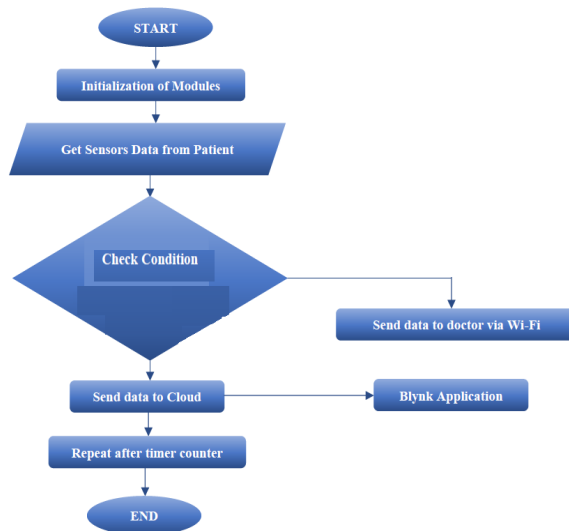 START
Initialization of Modules
Get Sensors Data from Patient
Check Condition
Send data to doctor via Wi-Fi
Send data to Cloud
Blynk Application
Repeat after timer counter
END